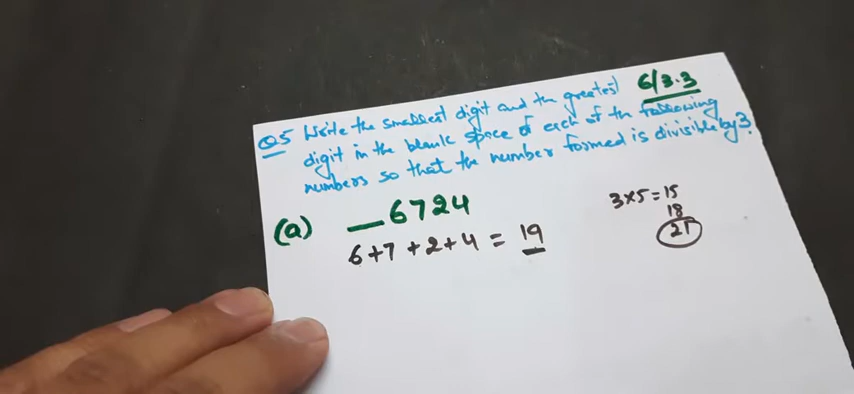 6/3.3
Q5 Write the smallest digit and the greatest
digit in the blank space of each of the following
numbers so that the number formed is divisible by 3.
(a) _6724
6+7+2+4 = 19
3×5=15
18
21